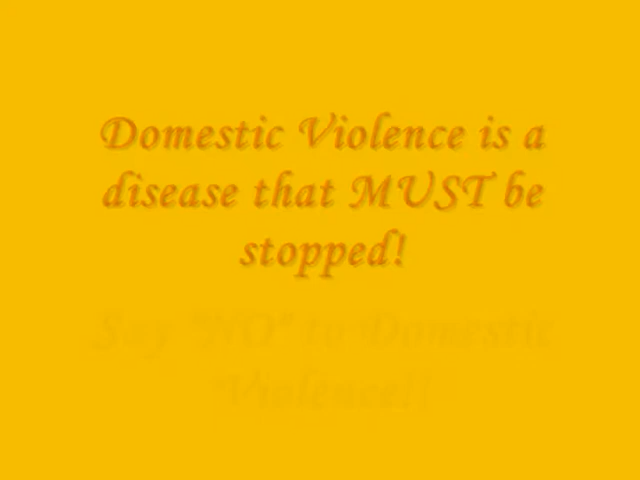 Domestic Violence is a
disease that MUST be
stopped!
Say "NO" to Domestic
Violence!!